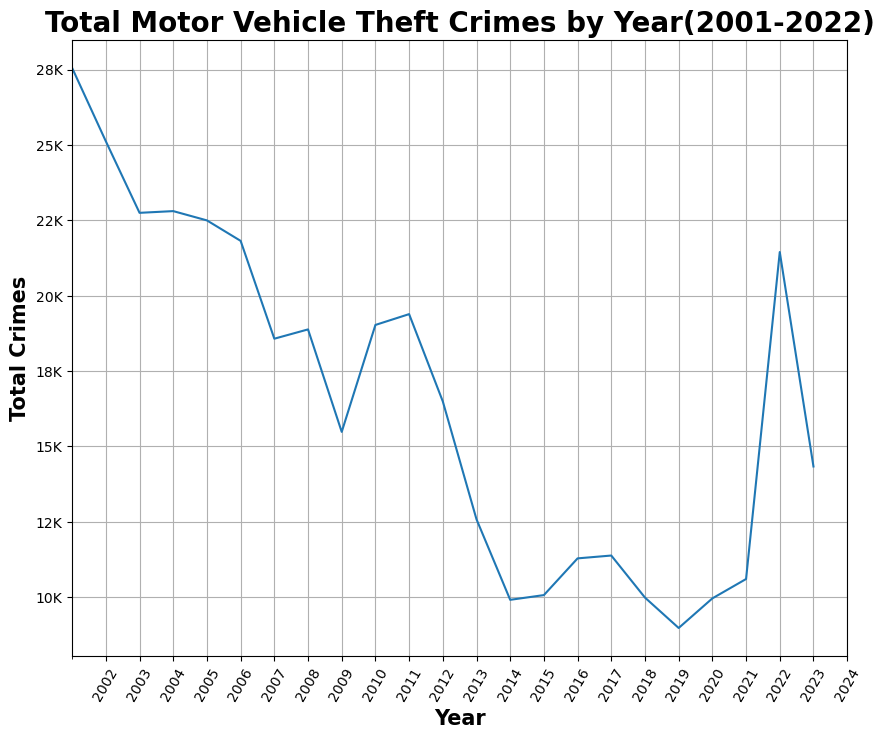 Total Motor Vehicle Theft Crimes by Year(2001-2022)
28K
25K
22K
20K
18K
15K
12K
10K
Total Crimes
2002 2003 2004 2005 2006 2007 2008 2009 2010 2011 2012 2013 2014 2015 2016 2017 2018 2019 2020 2021 2022 2023 2024
Year